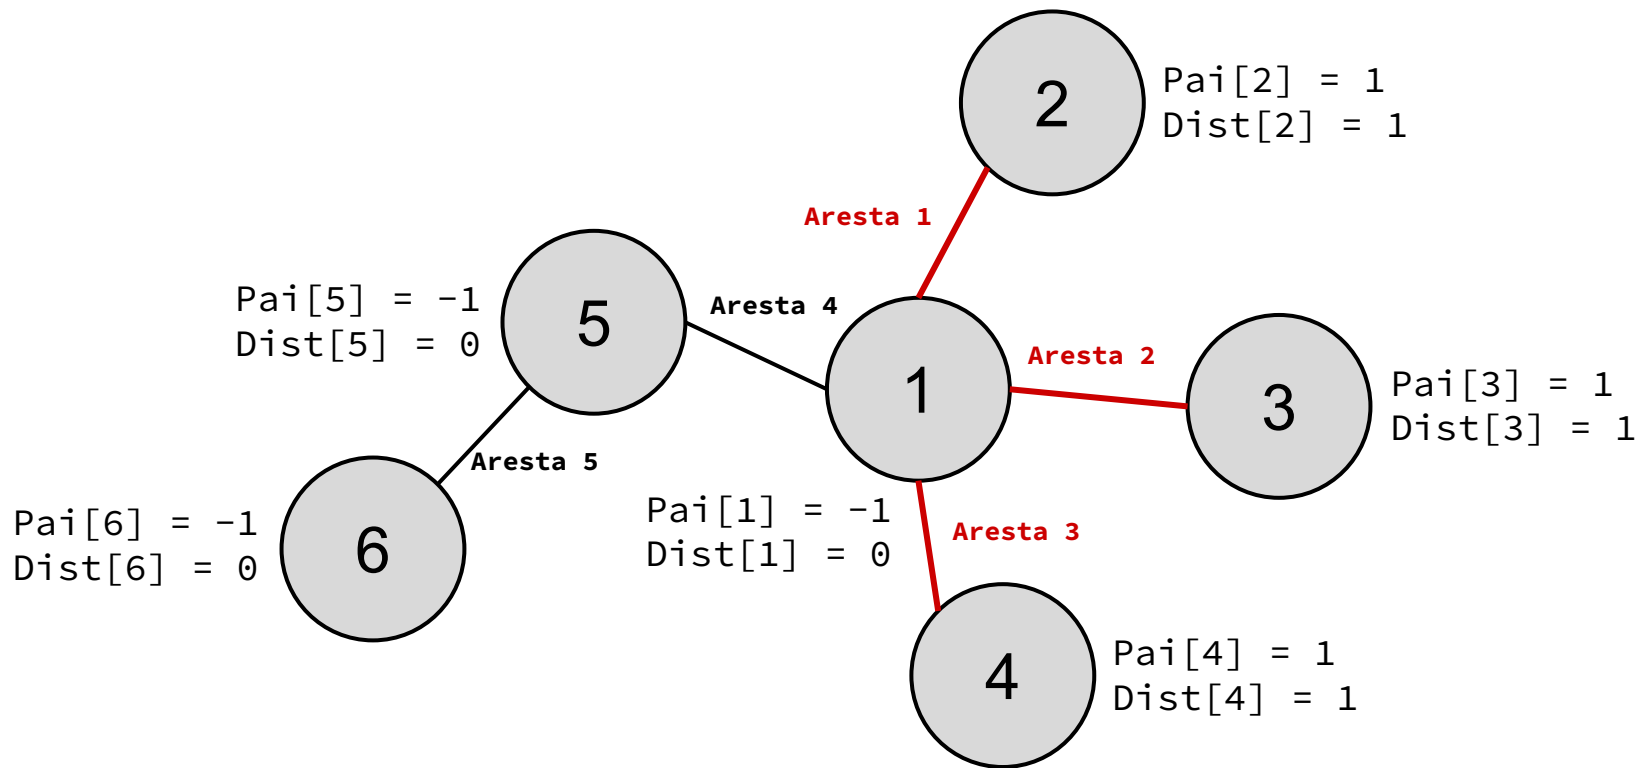 2
Pai[2] = 1
Dist[2] = 1
Aresta 1
5
Pai[5] = −1
Dist[5] = 0
Aresta 4
1
Aresta 2
3
Pai[3] = 1
Dist[3] = 1
Aresta 5
Pai[1] = −1
Dist[1] = 0
Aresta 3
6
Pai[6] = −1
Dist[6] = 0
4
Pai[4] = 1
Dist[4] = 1